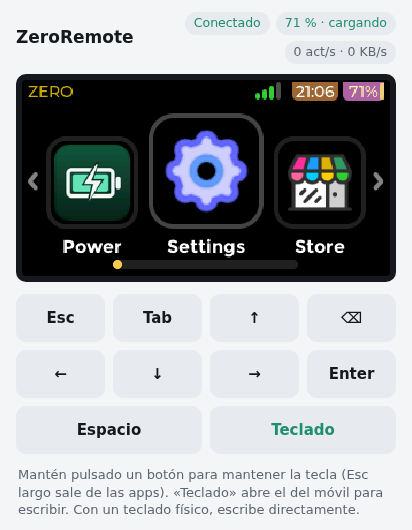 ZeroRemote
Conectado
71 % · cargando
0 act/s · 0 KB/s
ZERO
21:06
71%
Power
Settings
Store
Esc
Tab
↑
⌫
←
↓
→
Enter
Espacio
Teclado
Mantén pulsado un botón para mantener la tecla (Esc
largo sale de las apps). «Teclado» abre el del móvil para
escribir. Con un teclado físico, escribe directamente.